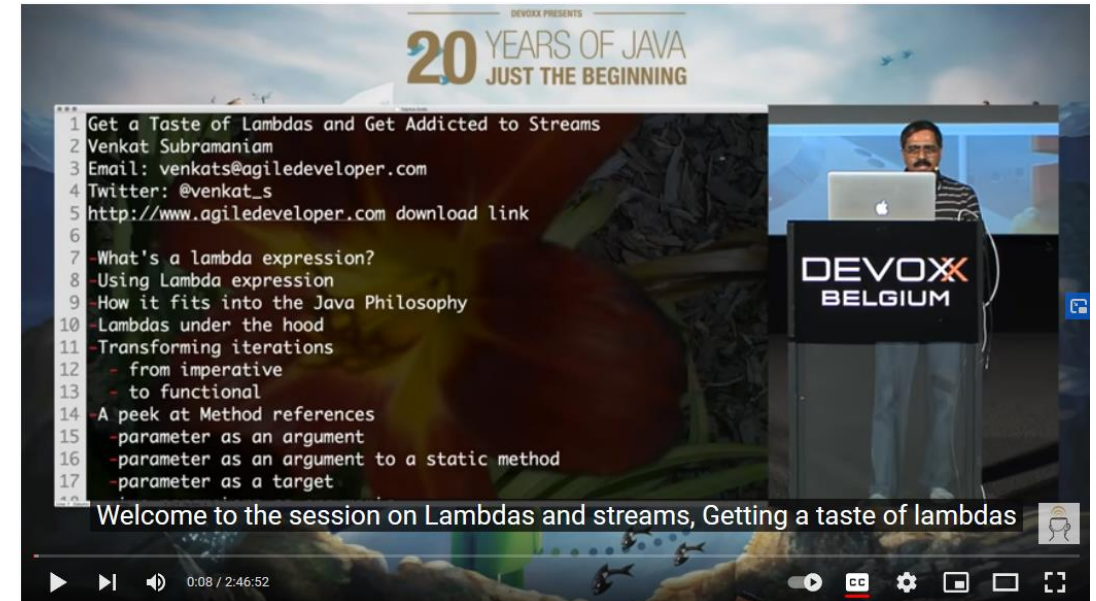 DEVOXX PRESENTS
20 YEARS OF JAVA
JUST THE BEGINNING
1 Get a Taste of Lambdas and Get Addicted to Streams
2 Venkat Subramaniam
3 Email: venkats@agiledeveloper.com
4 Twitter: @venkat_s
5 http://www.agiledeveloper.com download link
6
7 -What's a lambda expression?
8 -Using Lambda expression
9 -How it fits into the Java Philosophy
10 -Lambdas under the hood
11 -Transforming iterations
12 - from imperative
13 - to functional
14 -A peek at Method references
15 -parameter as an argument
16 -parameter as an argument to a static method
17 -parameter as a target
DEVOXX
BELGIUM
Welcome to the session on Lambdas and streams, Getting a taste of lambdas
0:08 / 2:46:52
CC